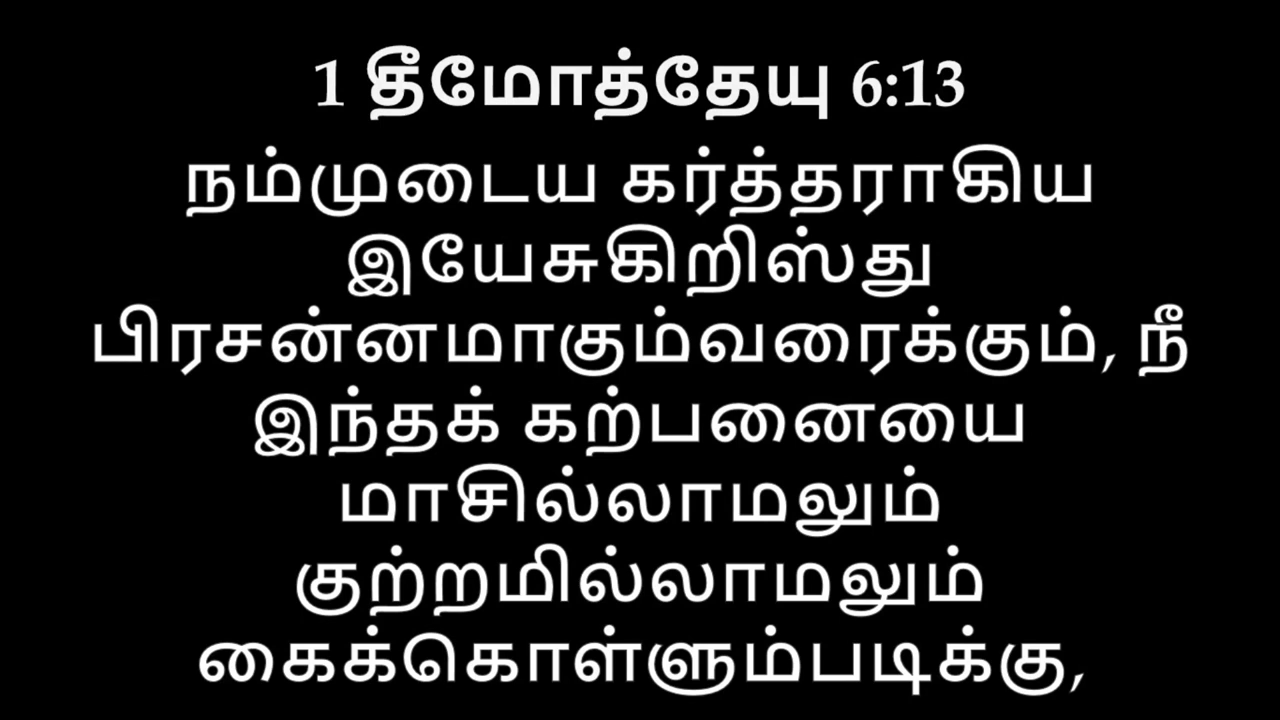 1 தீமோத்தேயு 6:13
நம்முடைய கர்த்தராகிய
இயேசுகிறிஸ்து
பிரசன்னமாகும்வரைக்கும், நீ
இந்தக் கற்பனையை
மாசில்லாமலும்
குற்றமில்லாமலும்
கைக்கொள்ளும்படிக்கு,